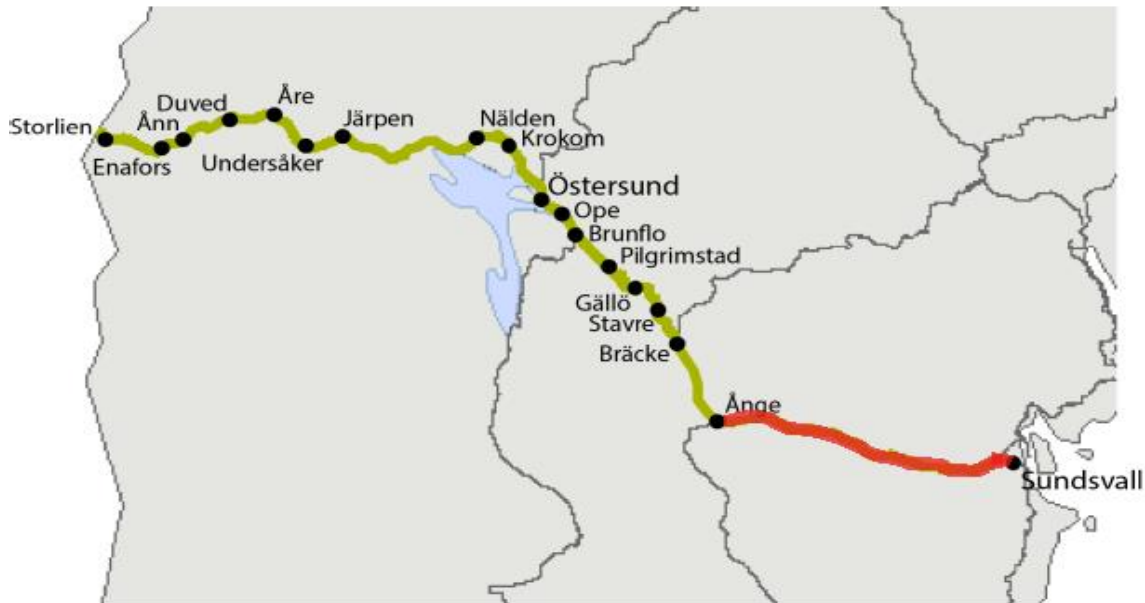 Storlien
Enafors
Ånn
Duved
Åre
Undersåker
Järpen
Nälden
Krokom
Östersund
Ope
Brunflo
Pilgrimstad
Gällö
Stavre
Bräcke
Ånge
Sundsvall